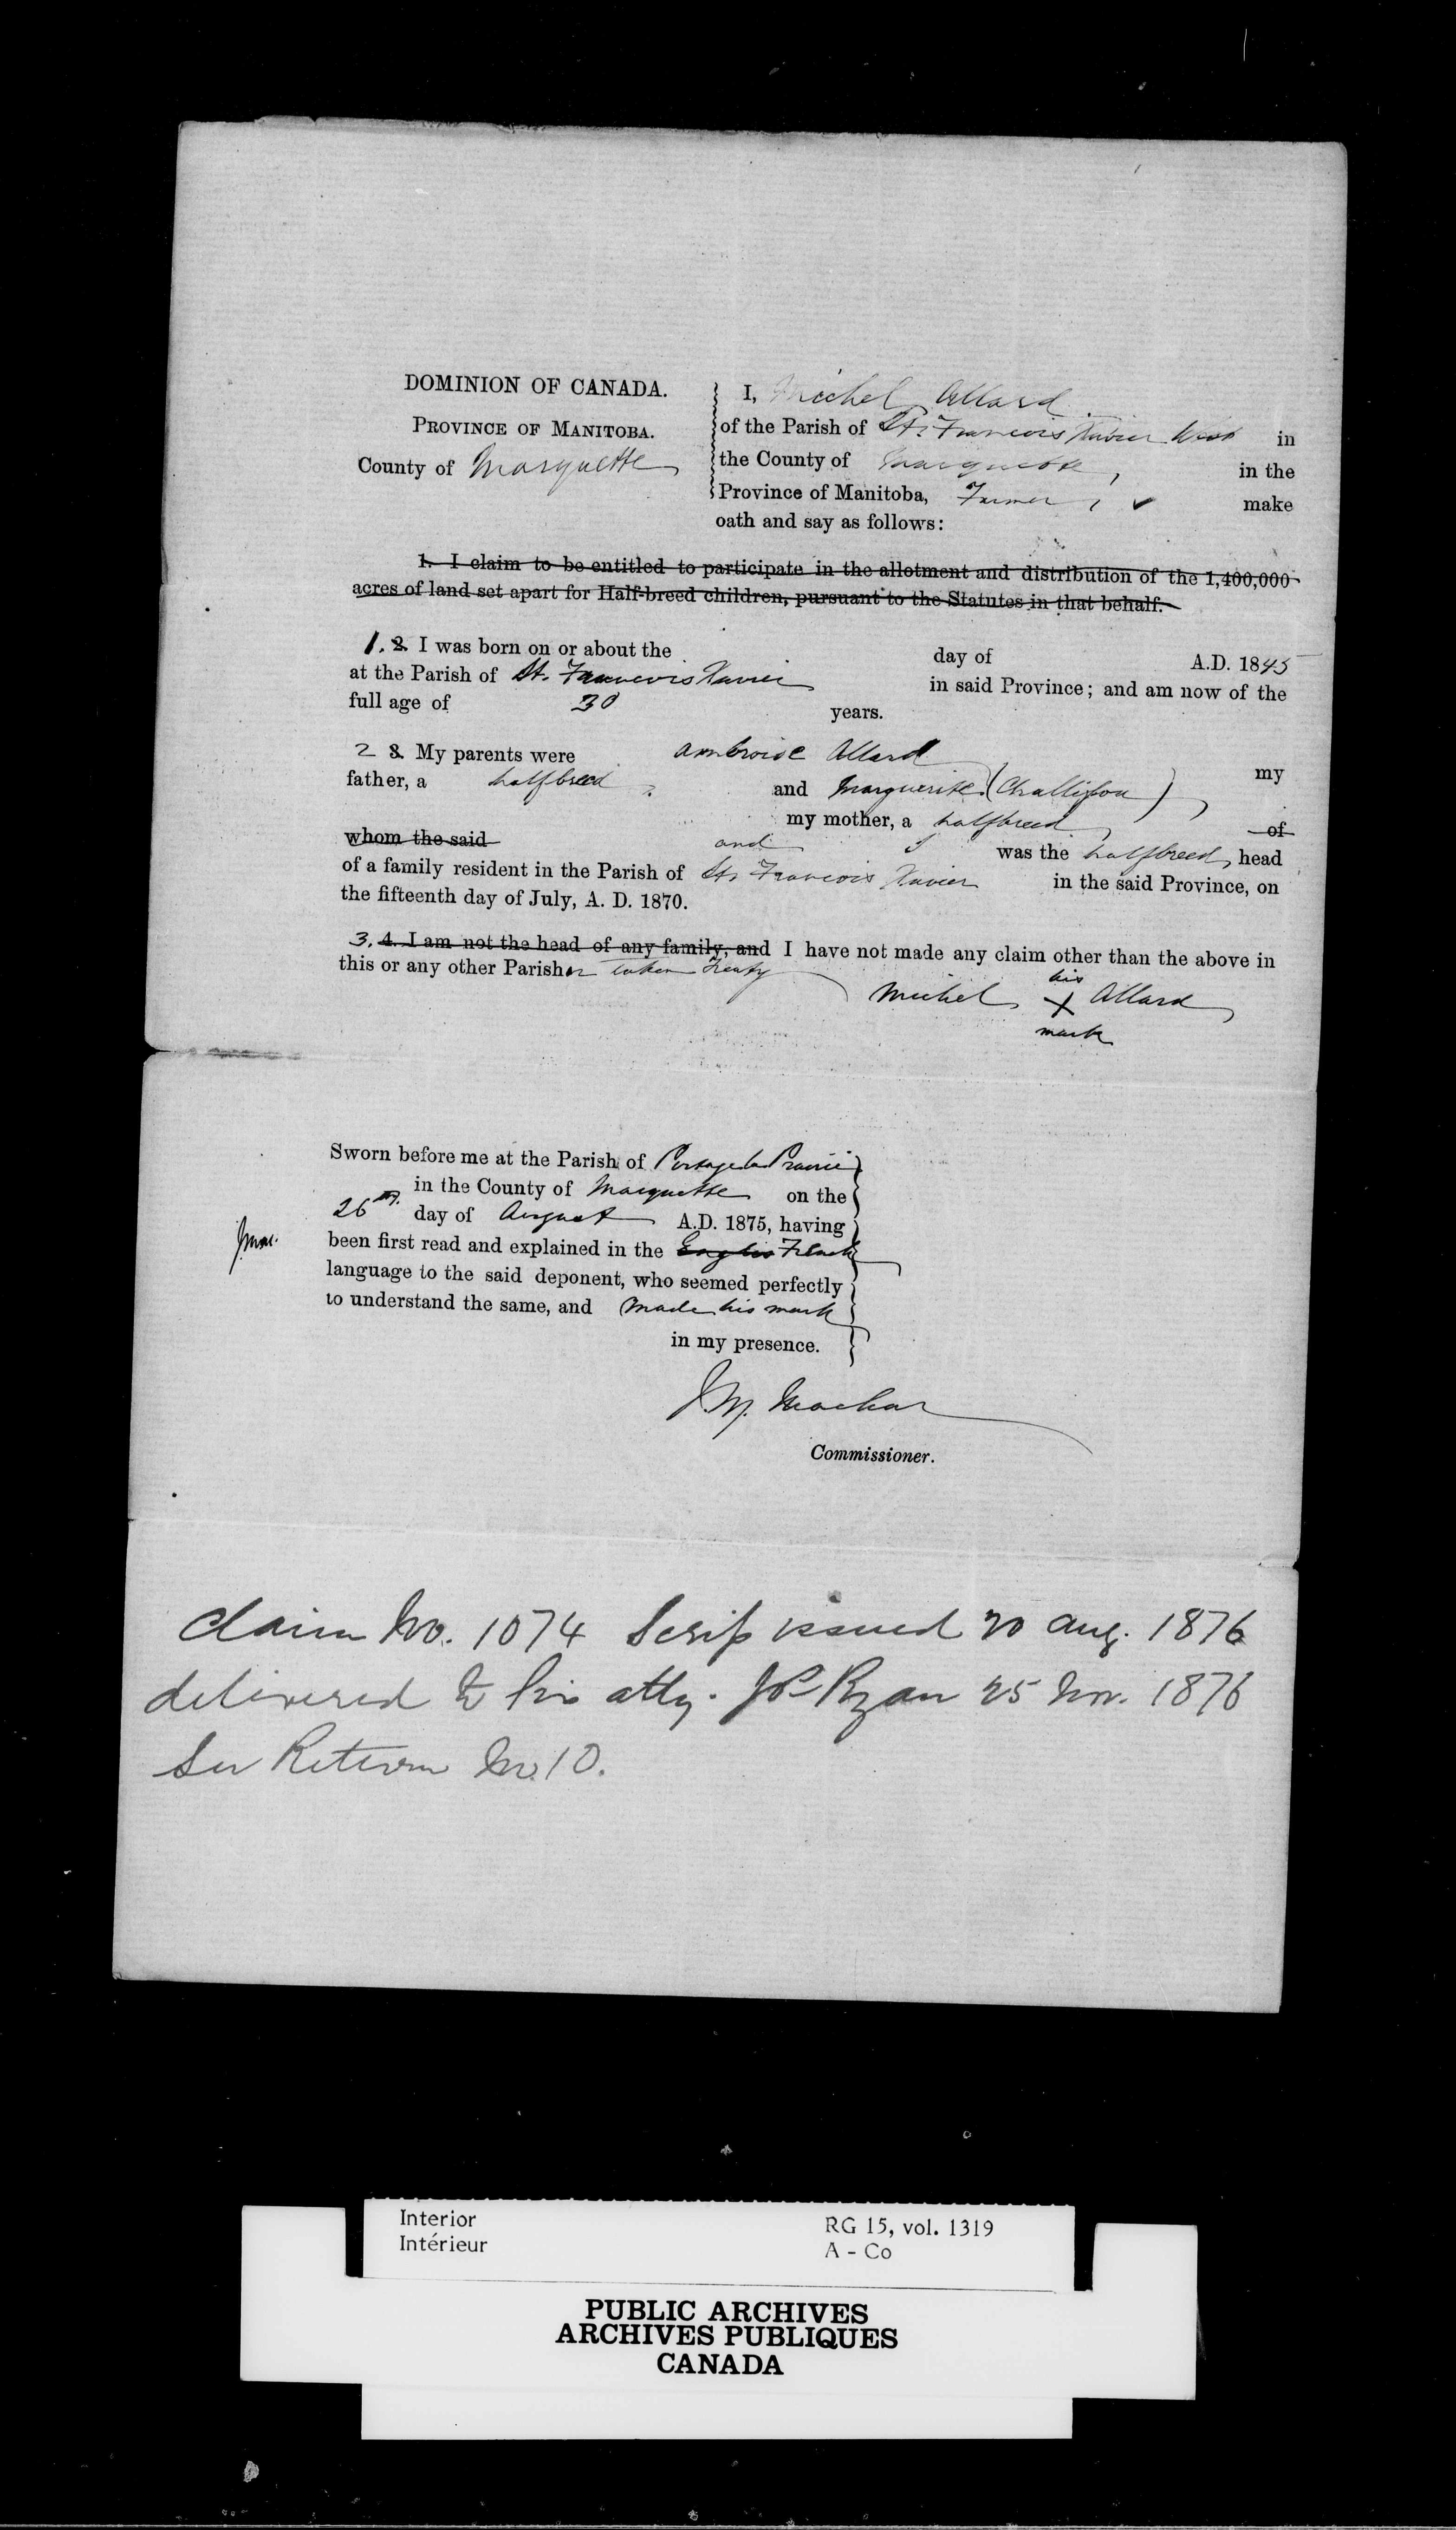 DOMINION OF CANADA.
PROVINCE OF MANITOBA.
County of Marquette
I, Michel Allard
of the Parish of St. Francois Xavier West in
the County of Marquette, in the
Province of Manitoba, Farmer, make
oath and say as follows:
1. I claim to be entitled to participate in the allotment and distribution of the 1,400,000
acres of land set apart for Half-breed children, pursuant to the Statutes in that behalf.
1. 2. I was born on or about the day of A.D. 1845
at the Parish of St. Francois Xavier in said Province; and am now of the
full age of 30 years.
2 3. My parents were Ambroise Allard my
father, a halfbreed, and Marguerite (Challifou)
my mother, a halfbreed, of
whom the said and I was the halfbreed head
of a family resident in the Parish of St. Francois Xavier in the said Province, on
the fifteenth day of July, A. D. 1870.
3. 4. I am not the head of any family, and I have not made any claim other than the above in
this or any other Parish or taken Treaty
Michel his X mark Allard
Sworn before me at the Parish of Portage la Prairie
in the County of Marquette on the
26th. day of August A.D. 1875, having
been first read and explained in the Englis French
language to the said deponent, who seemed perfectly
to understand the same, and made his mark
in my presence.
J.M. Machar
Commissioner.
Claim No. 1074 Scrip issued 20 Aug. 1876
delivered to his atty. Jos Ryan 25 Nov. 1876
See Return No. 10.
Interior
Intérieur
RG 15, vol. 1319
A - Co
PUBLIC ARCHIVES
ARCHIVES PUBLIQUES
CANADA